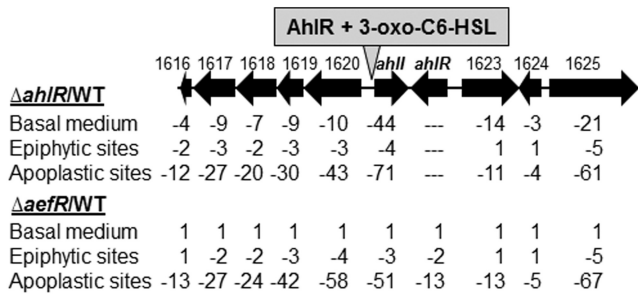 AhlR + 3-oxo-C6-HSL
1616 1617 1618 1619 1620 ahlI ahlR 1623 1624 1625
ΔahlR/WT
Basal medium -4 -9 -7 -9 -10 -44 --- -14 -3 -21
Epiphytic sites -2 -3 -2 -3 -3 -4 --- 1 1 -5
Apoplastic sites -12 -27 -20 -30 -43 -71 --- -11 -4 -61
ΔaefR/WT
Basal medium 1 1 1 1 1 1 1 1 1 1
Epiphytic sites 1 -2 -2 -3 -4 -3 -2 1 1 -5
Apoplastic sites -13 -27 -24 -42 -58 -51 -13 -13 -5 -67